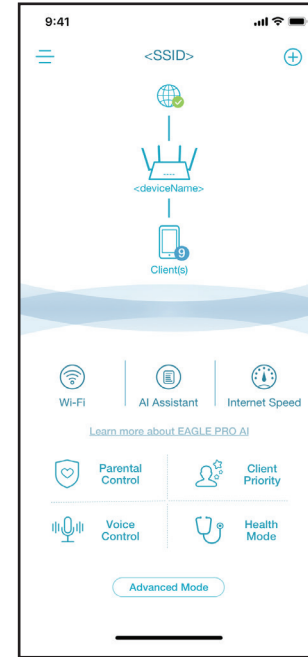 9:41
<SSID>
<deviceName>
9
Client(s)
Wi-Fi
AI Assistant
Internet Speed
Learn more about EAGLE PRO AI
Parental
Control
Client
Priority
Voice
Control
Health
Mode
Advanced Mode